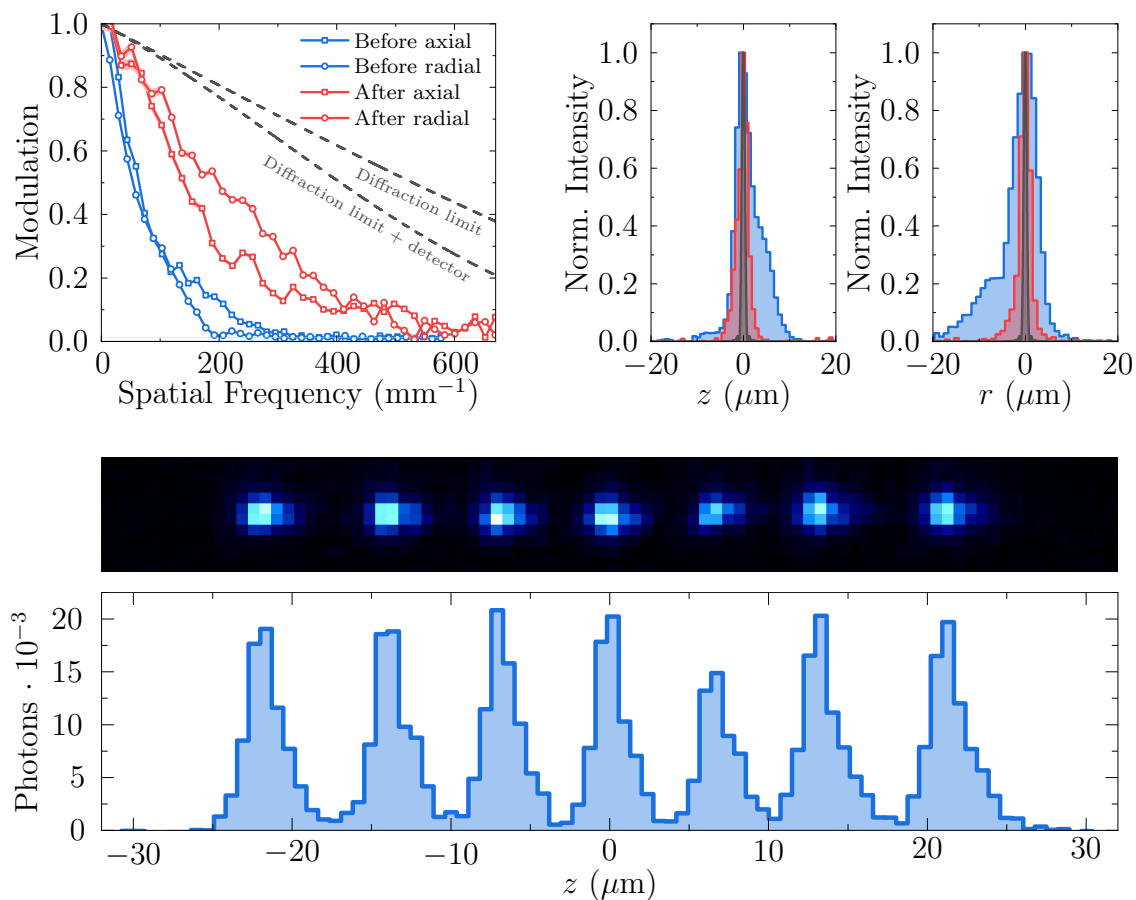 1.0
0.8
0.6
0.4
0.2
0.0
Modulation
0
200
400
600
Spatial Frequency (mm⁻¹)
Before axial
Before radial
After axial
After radial
Diffraction limit
Diffraction limit + detector
1.0
0.8
0.6
0.4
0.2
0.0
Norm. Intensity
−20
0
20
z (μm)
1.0
0.8
0.6
0.4
0.2
0.0
Norm. Intensity
−20
0
20
r (μm)
20
15
10
5
0
Photons · 10⁻³
−30
−20
−10
0
10
20
30
z (μm)